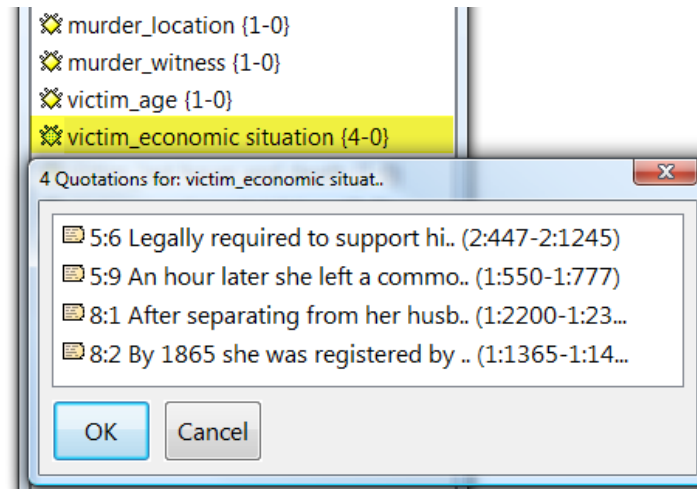 murder_location {1-0}
murder_witness {1-0}
victim_age {1-0}
victim_economic situation {4-0}
4 Quotations for: victim_economic situat..
5:6 Legally required to support hi.. (2:447-2:1245)
5:9 An hour later she left a commo.. (1:550-1:777)
8:1 After separating from her husb.. (1:2200-1:23...
8:2 By 1865 she was registered by .. (1:1365-1:14...
OK Cancel